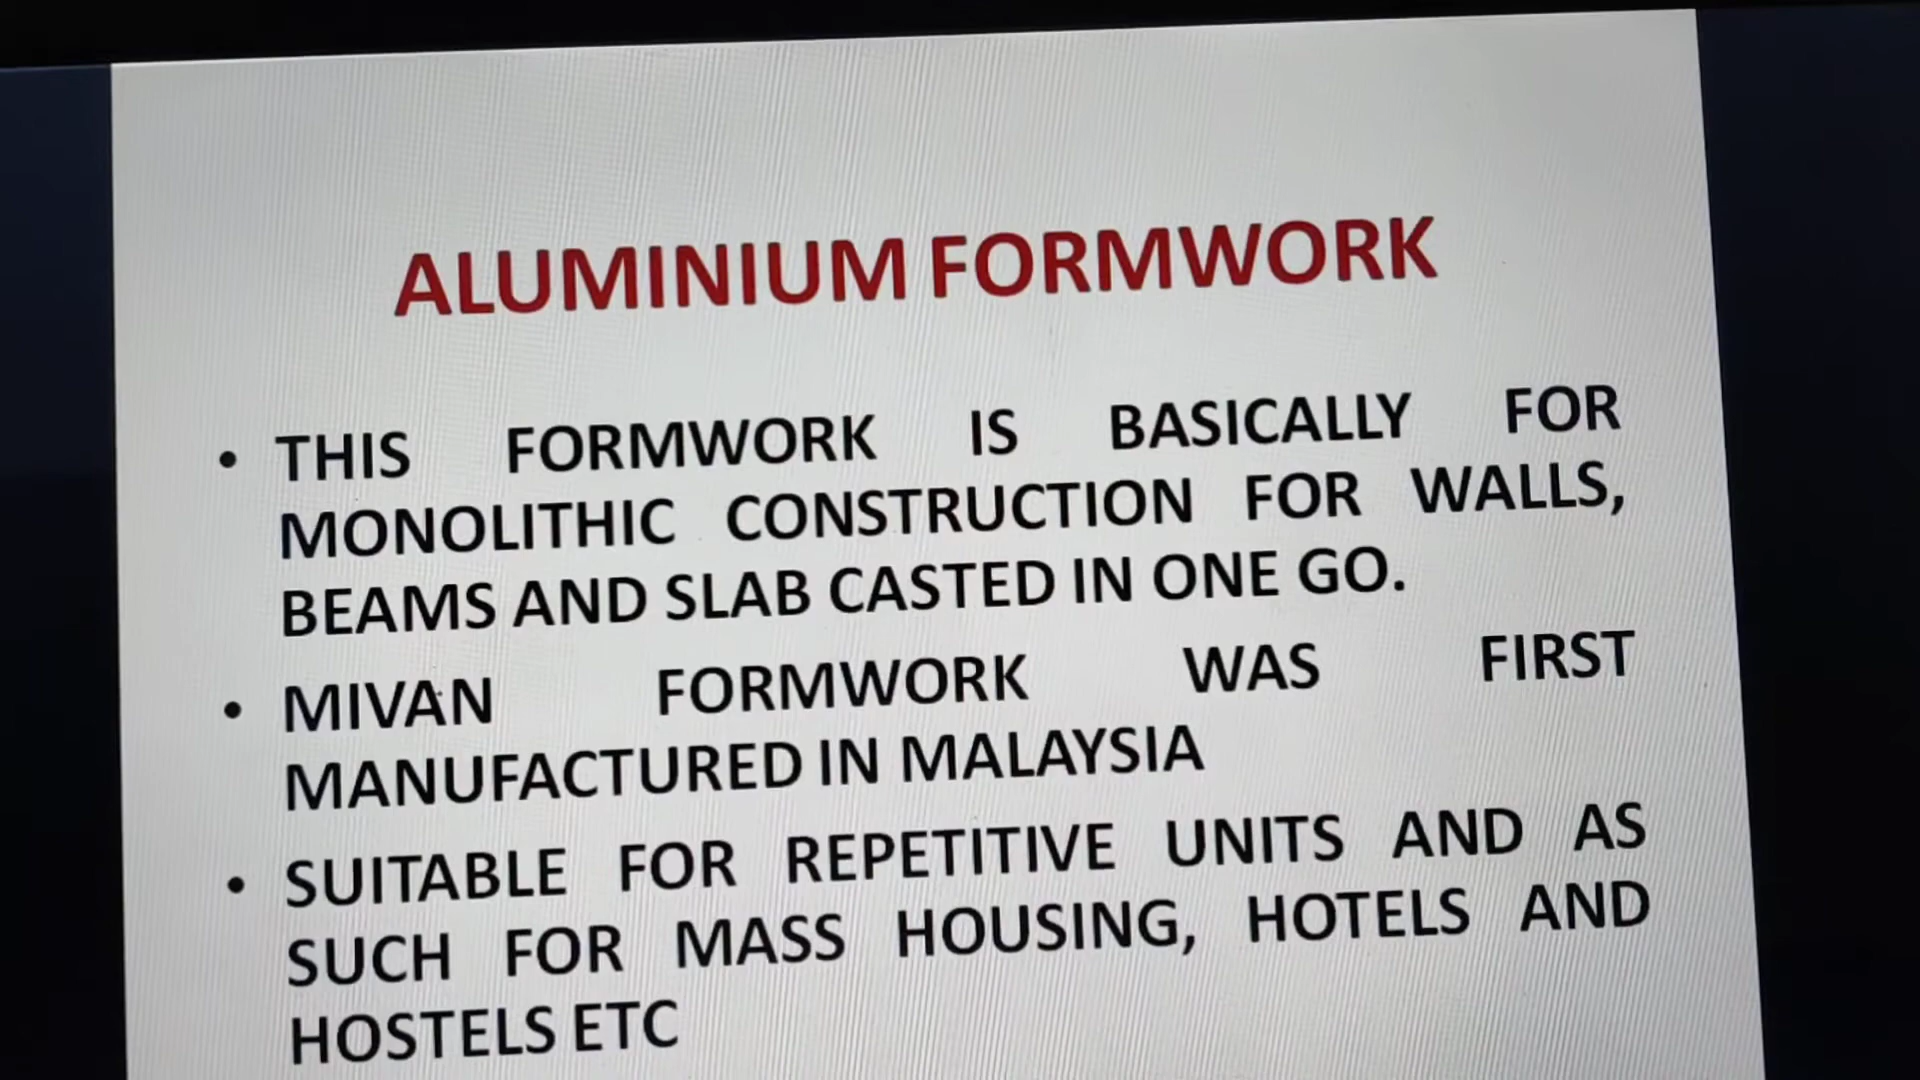 ALUMINIUM FORMWORK
• THIS FORMWORK IS BASICALLY FOR
MONOLITHIC CONSTRUCTION FOR WALLS,
BEAMS AND SLAB CASTED IN ONE GO.
• MIVAN FORMWORK WAS FIRST
MANUFACTURED IN MALAYSIA
• SUITABLE FOR REPETITIVE UNITS AND AS
SUCH FOR MASS HOUSING, HOTELS AND
HOSTELS ETC